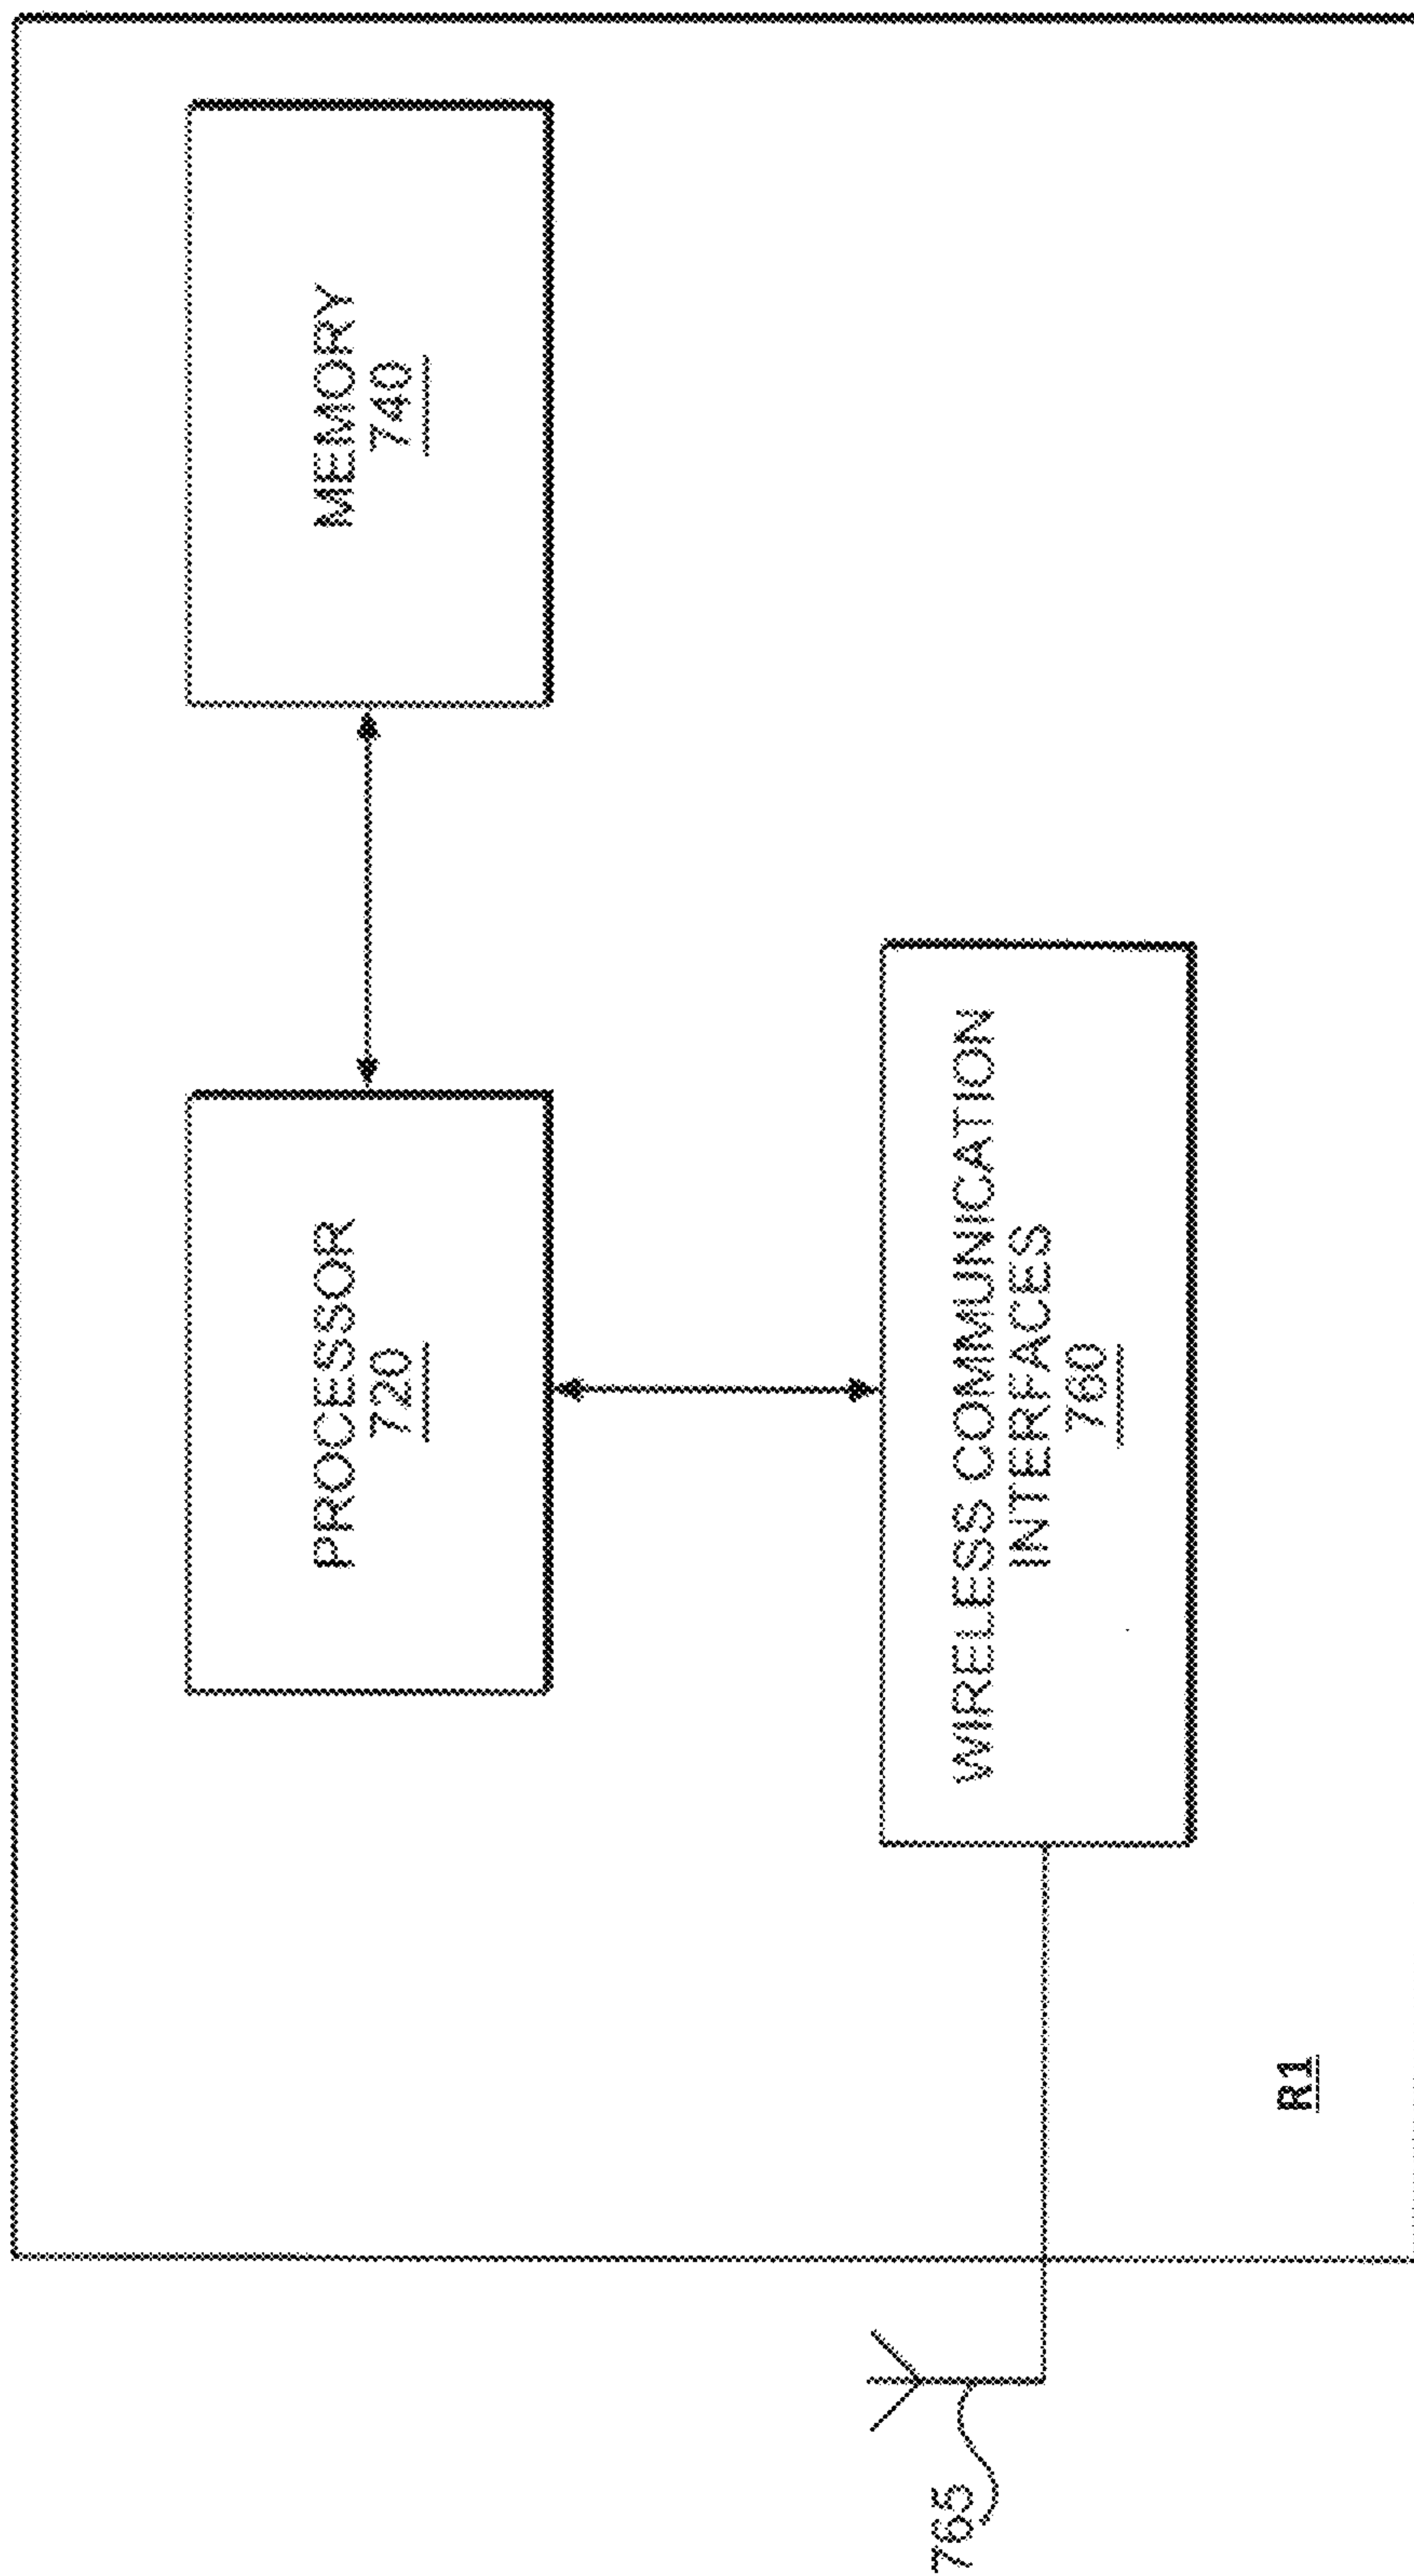 PROCESSOR
720
MEMORY
740
WIRELESS COMMUNICATION
INTERFACES
760
765
R1